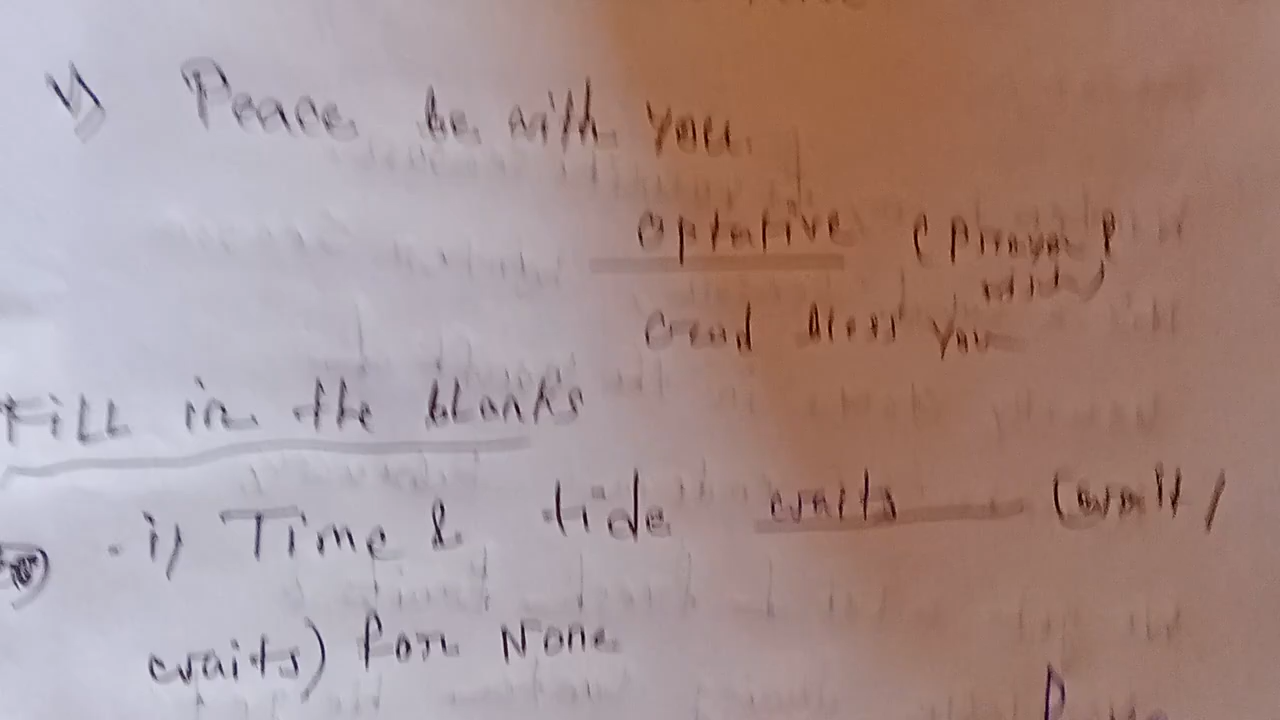 v) Peace be with you.
Optative (Prayer
wish)
Goad bless you
Fill in the blanks
i) Time & tide waits (wait/
waits) for None